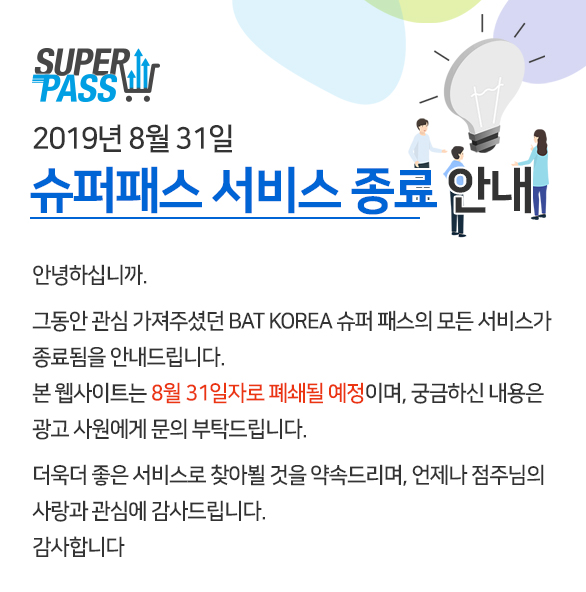 SUPER
PASS
2019년 8월 31일
슈퍼패스 서비스 종료 안내
안녕하십니까.
그동안 관심 가져주셨던 BAT KOREA 슈퍼 패스의 모든 서비스가
종료됨을 안내드립니다.
본 웹사이트는 8월 31일자로 폐쇄될 예정이며, 궁금하신 내용은
광고 사원에게 문의 부탁드립니다.
더욱더 좋은 서비스로 찾아뵐 것을 약속드리며, 언제나 점주님의
사랑과 관심에 감사드립니다.
감사합니다